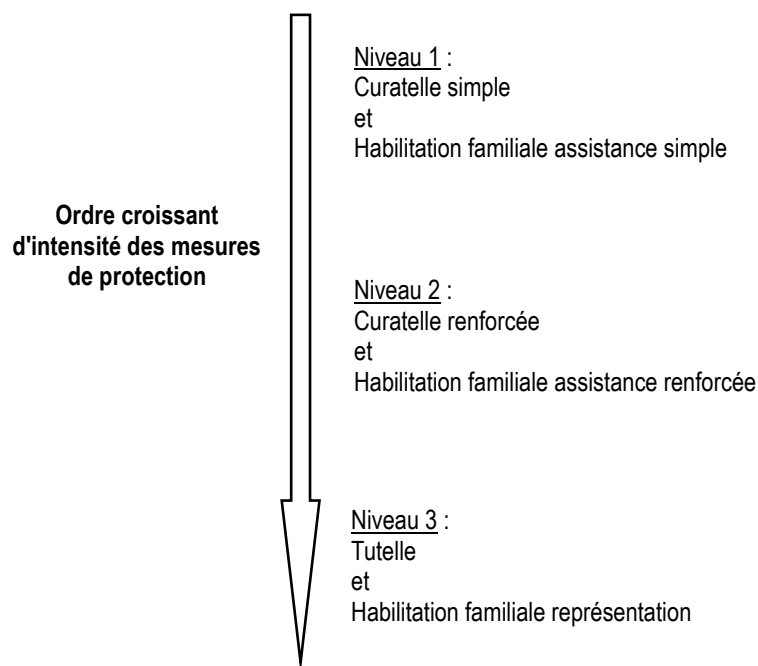 Niveau 1 :
Curatelle simple
et
Habilitation familiale assistance simple
Ordre croissant
d'intensité des mesures
de protection
Niveau 2 :
Curatelle renforcée
et
Habilitation familiale assistance renforcée
Niveau 3 :
Tutelle
et
Habilitation familiale représentation